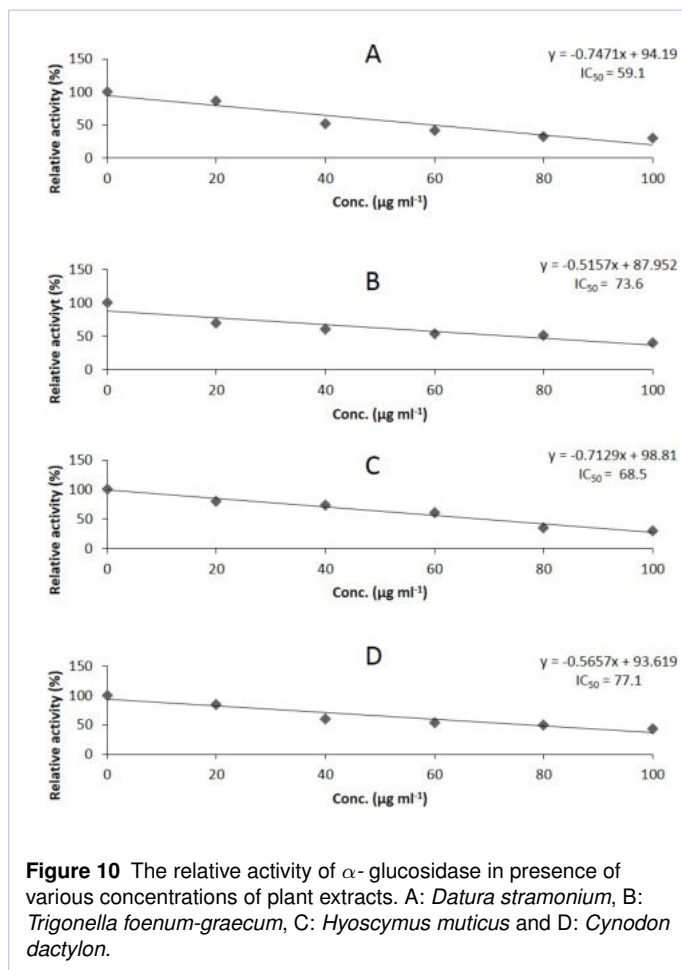 A
y = -0.7471x + 94.19
IC₅₀ = 59.1
Relative activity (%)
150
100
50
0
0 20 40 60 80 100
Conc. (µg ml⁻¹)
B
y = -0.5157x + 87.952
IC₅₀ = 73.6
Relative activiyt (%)
150
100
50
0
0 20 40 60 80 100
Conc. (µg ml⁻¹)
C
y = -0.7129x + 98.81
IC₅₀ = 68.5
Relative activity (%)
150
100
50
0
0 20 40 60 80 100
Conc. (µg ml⁻¹)
D
y = -0.5657x + 93.619
IC₅₀ = 77.1
Relative activity (%)
150
100
50
0
0 20 40 60 80 100
Conc. (µg ml⁻¹)
Figure 10 The relative activity of α- glucosidase in presence of
various concentrations of plant extracts. A: Datura stramonium, B:
Trigonella foenum-graecum, C: Hyoscymus muticus and D: Cynodon
dactylon.